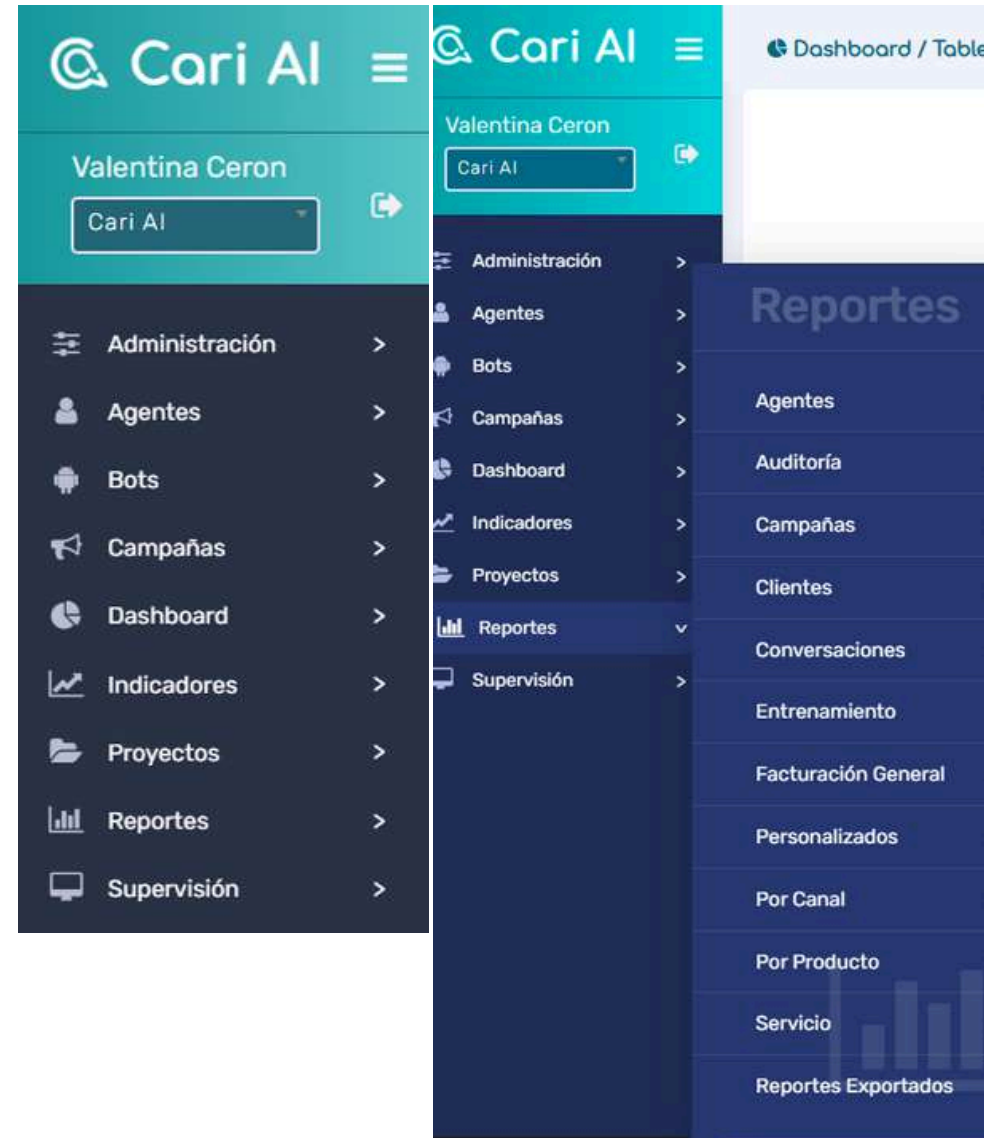 Cari AI
Valentina Ceron
Cari AI
Administración
Agentes
Bots
Campañas
Dashboard
Indicadores
Proyectos
Reportes
Supervisión
Cari AI
Valentina Ceron
Cari AI
Administración
Agentes
Bots
Campañas
Dashboard
Indicadores
Proyectos
Reportes
Supervisión
Dashboard / Table
Reportes
Agentes
Auditoría
Campañas
Clientes
Conversaciones
Entrenamiento
Facturación General
Personalizados
Por Canal
Por Producto
Servicio
Reportes Exportados